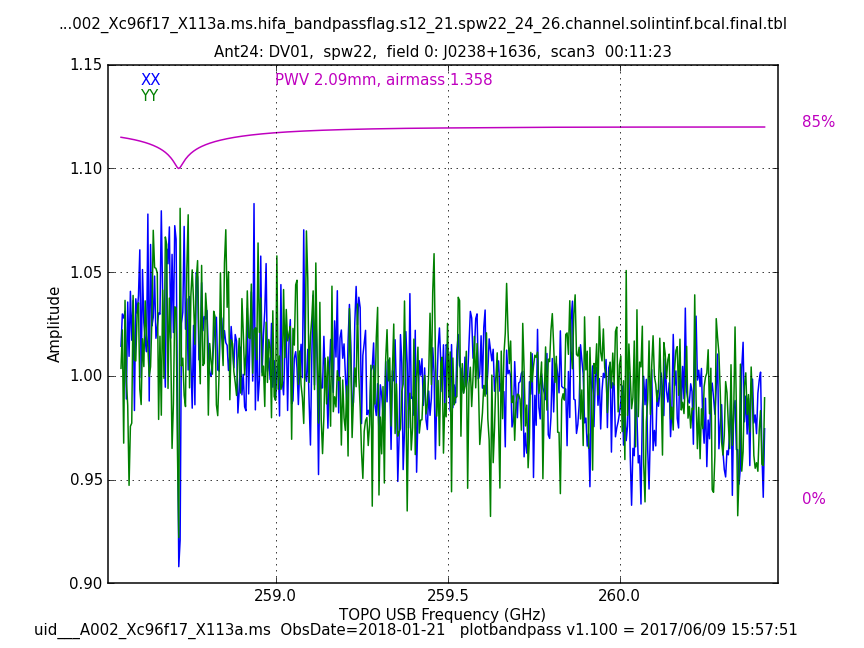 ...002_Xc96f17_X113a.ms.hifa_bandpassflag.s12_21.spw22_24_26.channel.solintinf.bcal.final.tbl
Ant24: DV01,  spw22,  field 0: J0238+1636,  scan3  00:11:23
1.15
XX
PWV 2.09mm, airmass 1.358
YY
85%
1.10
1.05
Amplitude
1.00
0.95
0%
0.90
259.0
259.5
260.0
TOPO USB Frequency (GHz)
uid___A002_Xc96f17_X113a.ms  ObsDate=2018-01-21   plotbandpass v1.100 = 2017/06/09 15:57:51